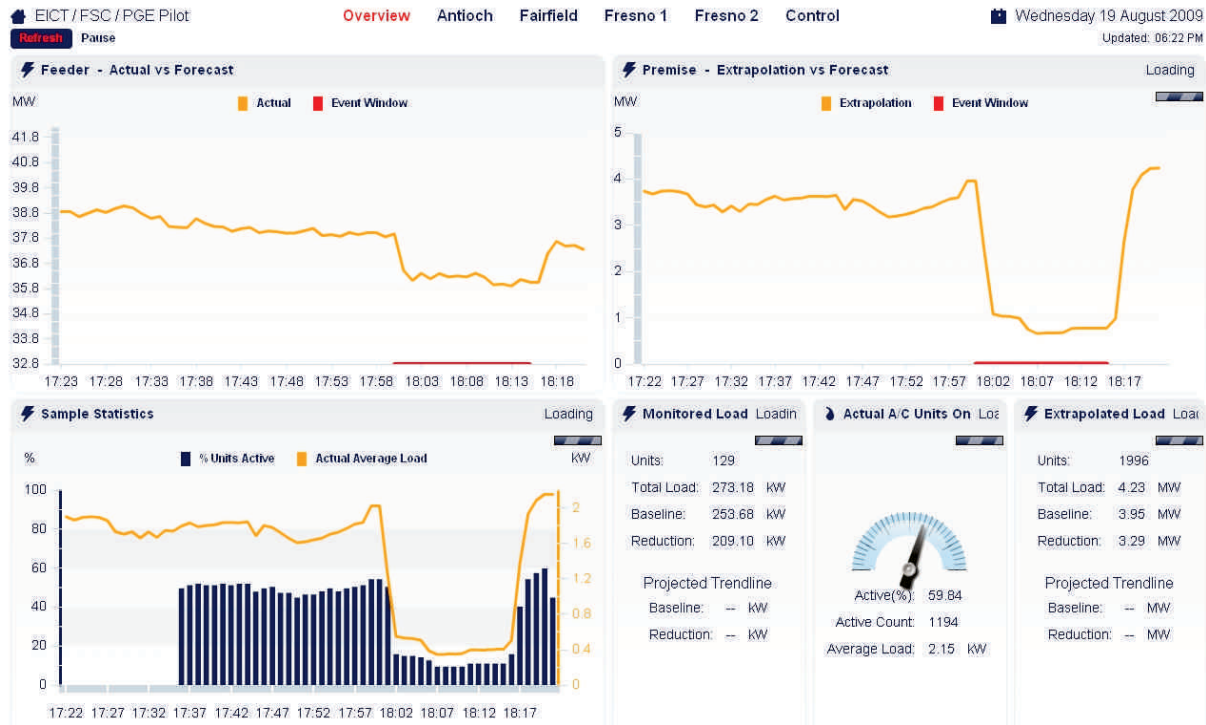 EICT / FSC / PGE Pilot Overview Antioch Fairfield Fresno 1 Fresno 2 Control Wednesday 19 August 2009
Refresh Pause Updated: 06:22 PM
Feeder - Actual vs Forecast
MW Actual Event Window
41.8
40.8
39.8
38.8
37.8
36.8
35.8
34.8
33.8
32.8
17:23 17:28 17:33 17:38 17:43 17:48 17:53 17:58 18:03 18:08 18:13 18:18
Premise - Extrapolation vs Forecast Loading
MW Extrapolation Event Window
5
4
3
2
1
0
17:22 17:27 17:32 17:37 17:42 17:47 17:52 17:57 18:02 18:07 18:12 18:17
Sample Statistics Loading
% % Units Active Actual Average Load KW
100
80
60
40
20
0
2
1.6
1.2
0.8
0.4
0
17:22 17:27 17:32 17:37 17:42 17:47 17:52 17:57 18:02 18:07 18:12 18:17
Monitored Load Loadin
Units: 129
Total Load: 273.18 kW
Baseline: 253.68 kW
Reduction: 209.10 kW
Projected Trendline
Baseline: -- kW
Reduction: -- kW
Actual A/C Units On Loa
Active(%): 59.84
Active Count: 1194
Average Load: 2.15 kW
Extrapolated Load Load
Units: 1996
Total Load: 4.23 MW
Baseline: 3.95 MW
Reduction: 3.29 MW
Projected Trendline
Baseline: -- MW
Reduction: -- MW